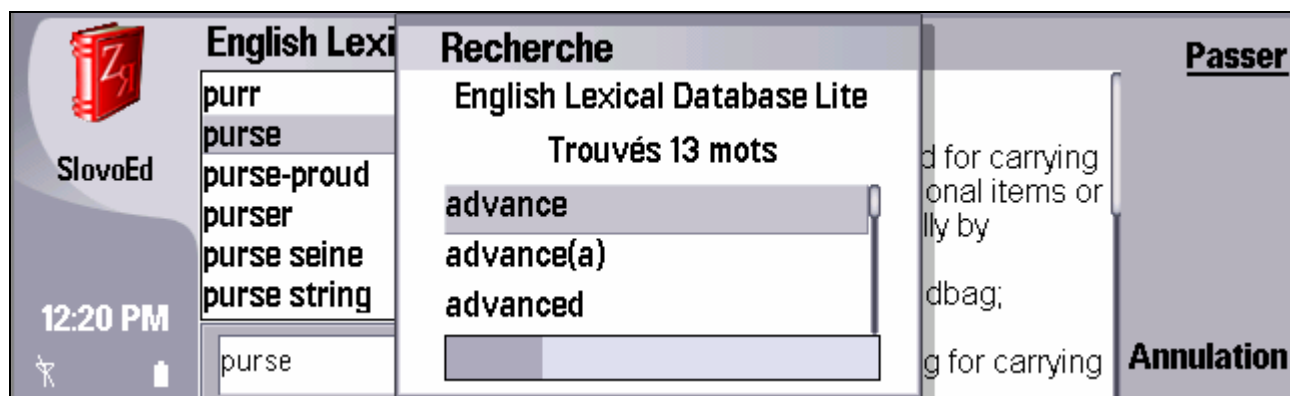 SlovoEd
12:20 PM
English Lexi
purr
purse
purse-proud
purser
purse seine
purse string
purse
Recherche
English Lexical Database Lite
Trouvés 13 mots
advance
advance(a)
advanced
d for carrying
onal items or
lly by
dbag;
g for carrying
Passer
Annulation